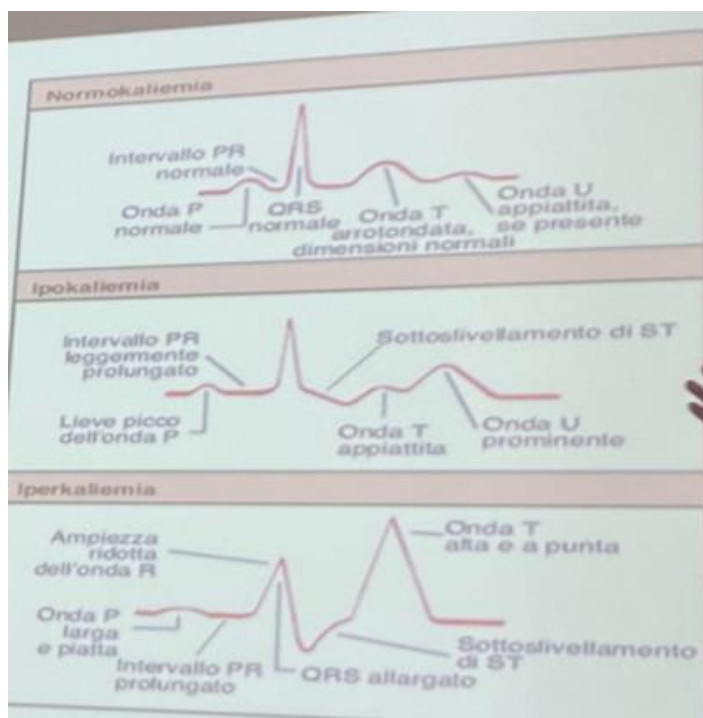 Normokaliemia
Intervallo PR
normale
Onda P
normale
QRS
normale
Onda T
arrotondata,
dimensioni normali
Onda U
appiattita,
se presente
Ipokaliemia
Intervallo PR
leggermente
prolungato
Sottoslivellamento di ST
Lieve picco
dell'onda P
Onda T
appiattita
Onda U
prominente
Iperkaliemia
Ampiezza
ridotta
dell'onda R
Onda T
alta e a punta
Onda P
larga
e piatta
Intervallo PR
prolungato
QRS allargato
Sottoslivellamento
di ST